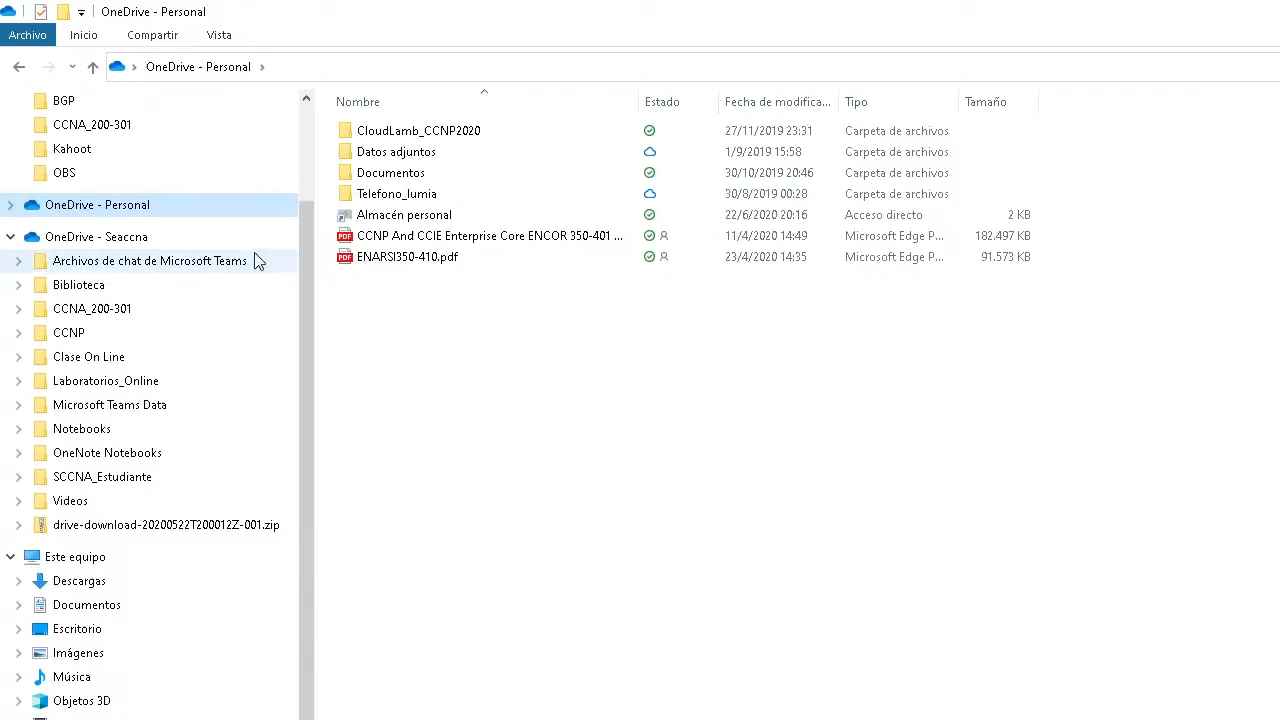 OneDrive - Personal
Archivo Inicio Compartir Vista
OneDrive - Personal
BGP
CCNA_200-301
Kahoot
OBS
OneDrive - Personal
OneDrive - Seaccna
Archivos de chat de Microsoft Teams
Biblioteca
CCNA_200-301
CCNP
Clase On Line
Laboratorios_Online
Microsoft Teams Data
Notebooks
OneNote Notebooks
SCCNA_Estudiante
Videos
drive-download-20200522T200012Z-001.zip
Este equipo
Descargas
Documentos
Escritorio
Imágenes
Música
Objetos 3D
Nombre Estado Fecha de modifica... Tipo Tamaño
CloudLamb_CCNP2020 27/11/2019 23:31 Carpeta de archivos
Datos adjuntos 1/9/2019 15:58 Carpeta de archivos
Documentos 30/10/2019 20:46 Carpeta de archivos
Telefono_lumia 30/8/2019 00:28 Carpeta de archivos
Almacén personal 22/6/2020 20:16 Acceso directo 2 KB
CCNP And CCIE Enterprise Core ENCOR 350-401 ... 11/4/2020 14:49 Microsoft Edge P... 182.497 KB
ENARSI350-410.pdf 23/4/2020 14:35 Microsoft Edge P... 91.573 KB